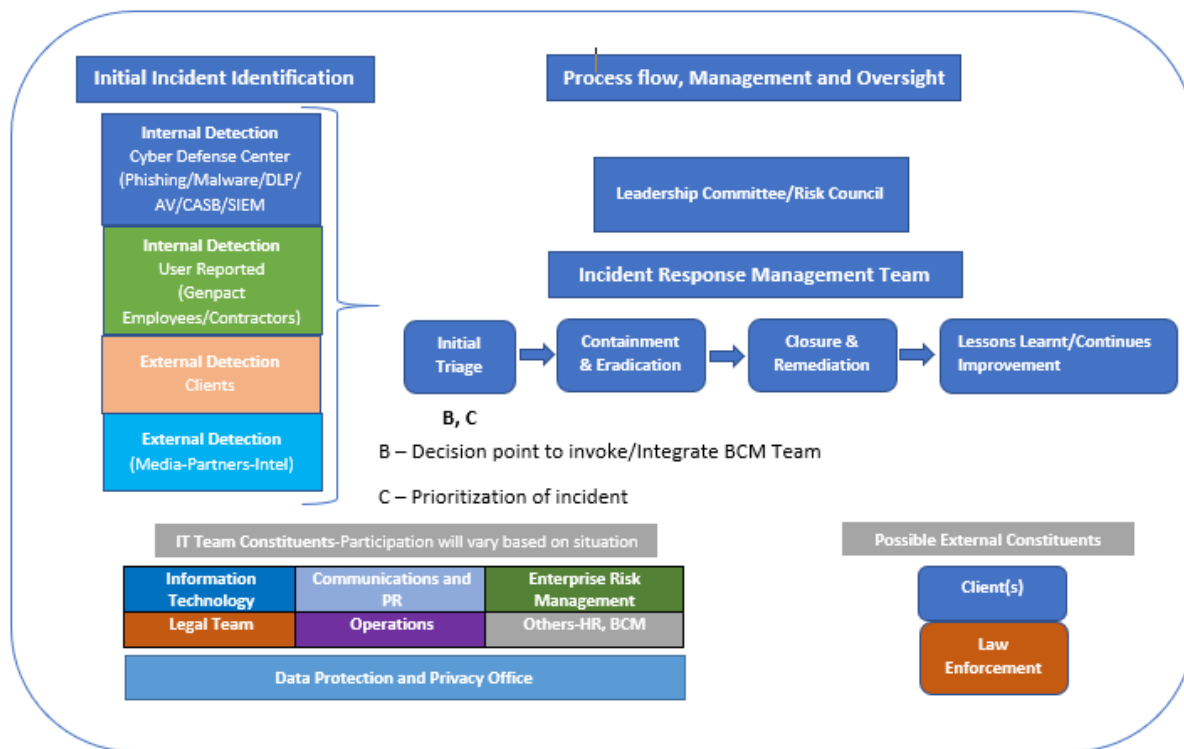 Initial Incident Identification
Process flow, Management and Oversight
Internal Detection
Cyber Defense Center
(Phishing/Malware/DLP/
AV/CASB/SIEM
Internal Detection
User Reported
(Genpact
Employees/Contractors)
External Detection
Clients
External Detection
(Media-Partners-Intel)
Leadership Committee/Risk Council
Incident Response Management Team
Initial
Triage
Containment
& Eradication
Closure &
Remediation
Lessons Learnt/Continues
Improvement
B, C
B – Decision point to invoke/Integrate BCM Team
C – Prioritization of incident
IT Team Constituents-Participation will vary based on situation
Information
Technology
Communications and
PR
Enterprise Risk
Management
Legal Team
Operations
Others-HR, BCM
Data Protection and Privacy Office
Possible External Constituents
Client(s)
Law
Enforcement